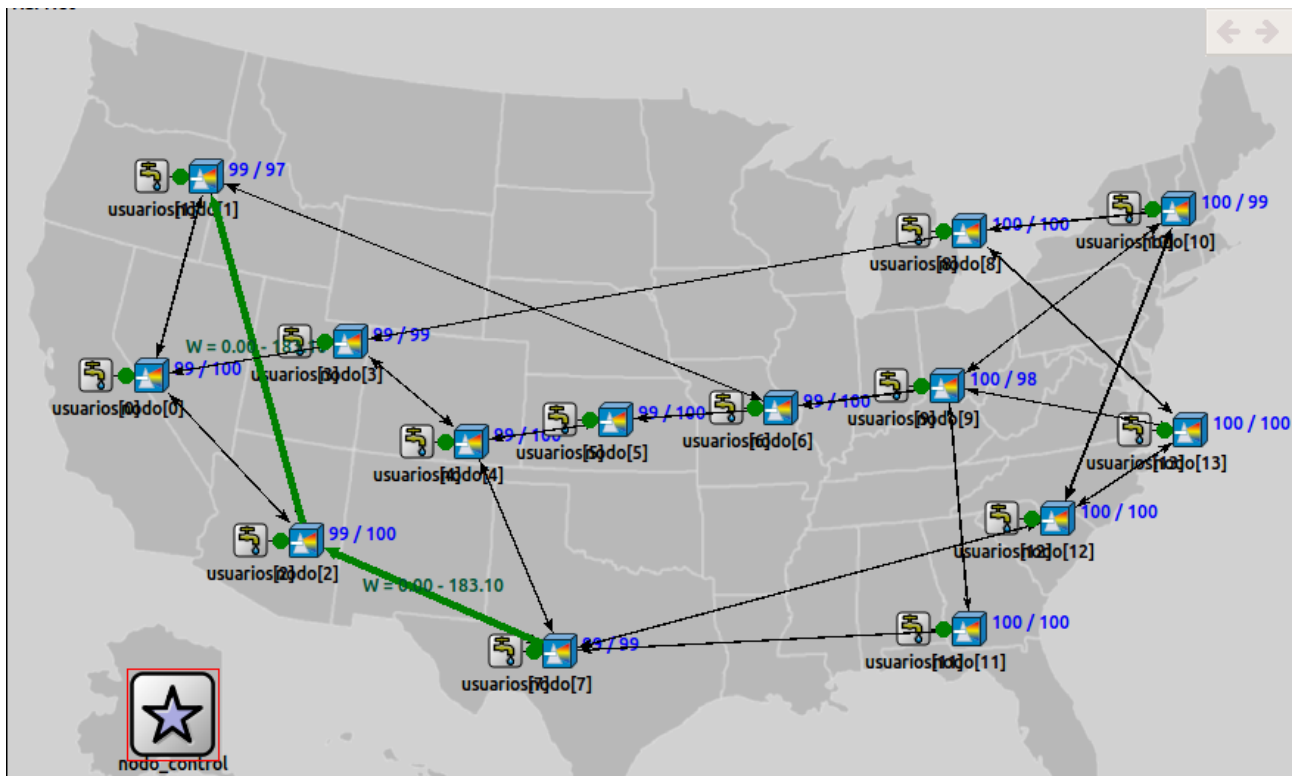 99 / 97
usuarios[1]
nodo[1]
100 / 99
nodo[10]
100 / 100
usuarios[8]
nodo[8]
99 / 99
usuarios[3]
nodo[3]
W = 0.00 - 183.10
99 / 100
usuarios[0]
nodo[0]
100 / 98
usuarios[9]
nodo[9]
99 / 100
usuarios[6]
nodo[6]
99 / 100
usuarios[5]
nodo[5]
99 / 100
usuarios[4]
nodo[4]
100 / 100
usuarios[13]
nodo[13]
100 / 100
usuarios[12]
nodo[12]
99 / 100
usuarios[2]
nodo[2]
W = 0.00 - 183.10
100 / 100
usuarios[11]
nodo[11]
usuarios[7]
nodo[7]
nodo_control